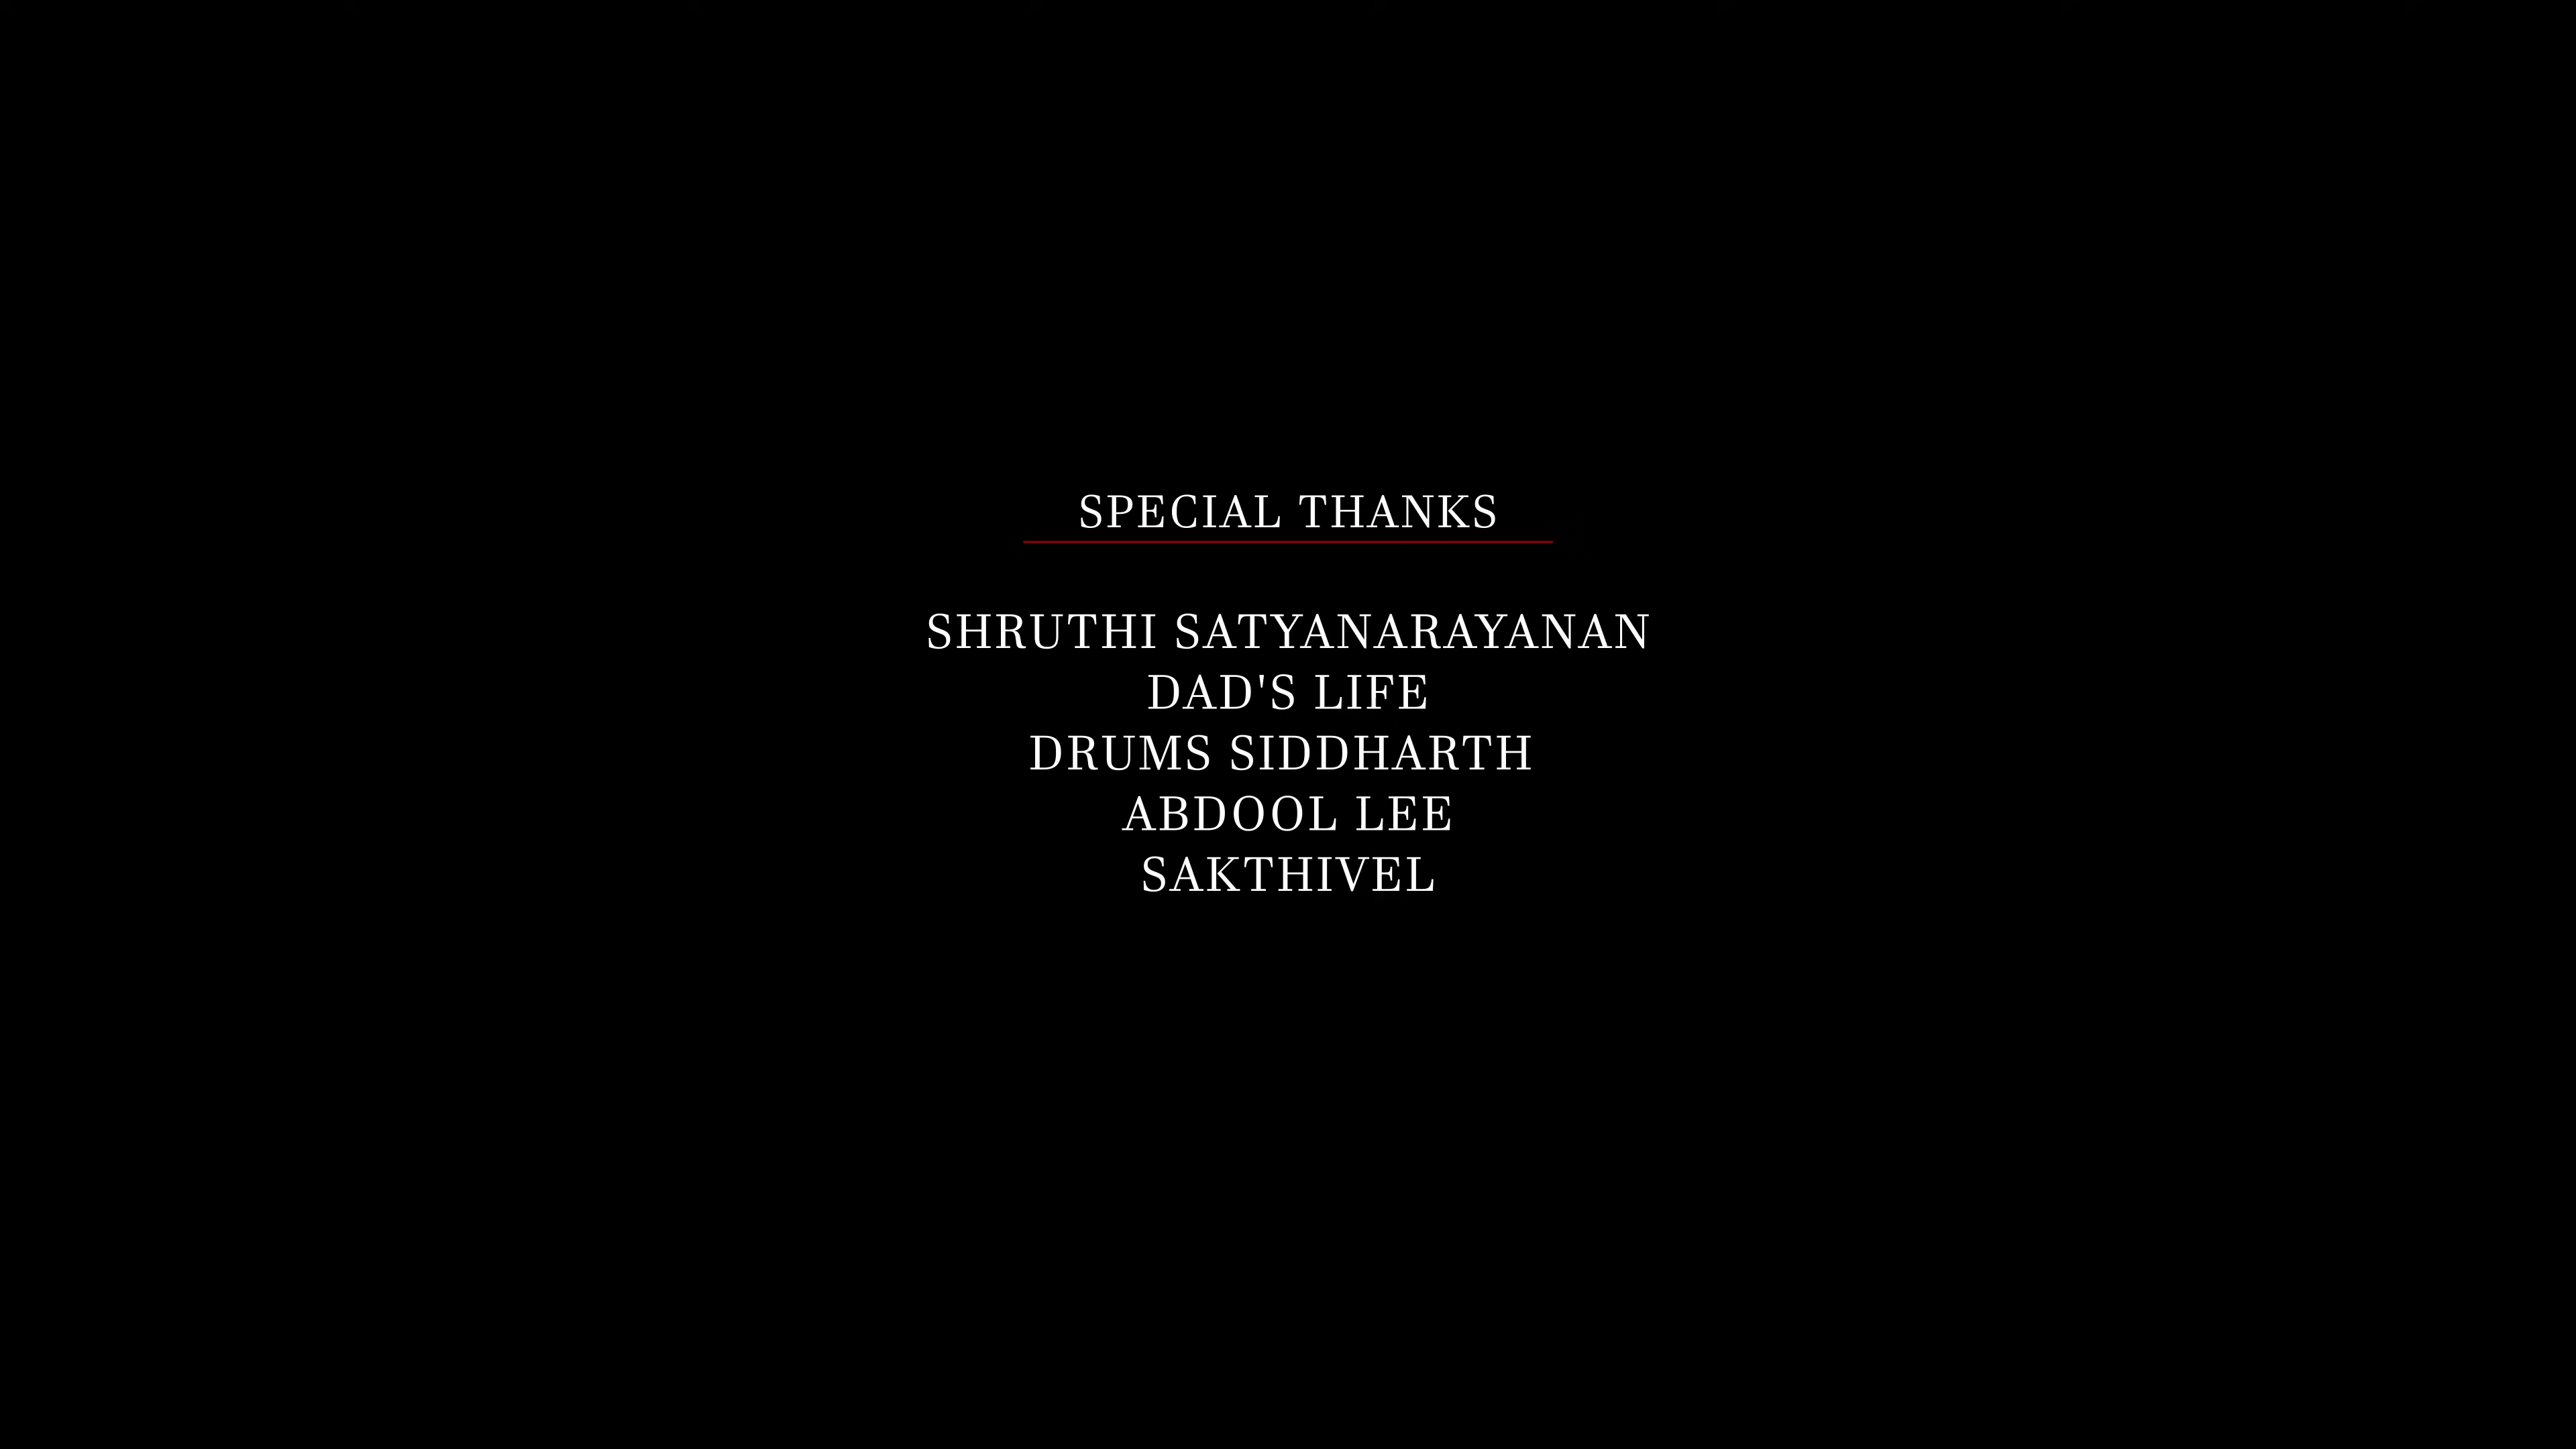 SPECIAL THANKS
SHRUTHI SATYANARAYANAN
DAD'S LIFE
DRUMS SIDDHARTH
ABDOOL LEE
SAKTHIVEL